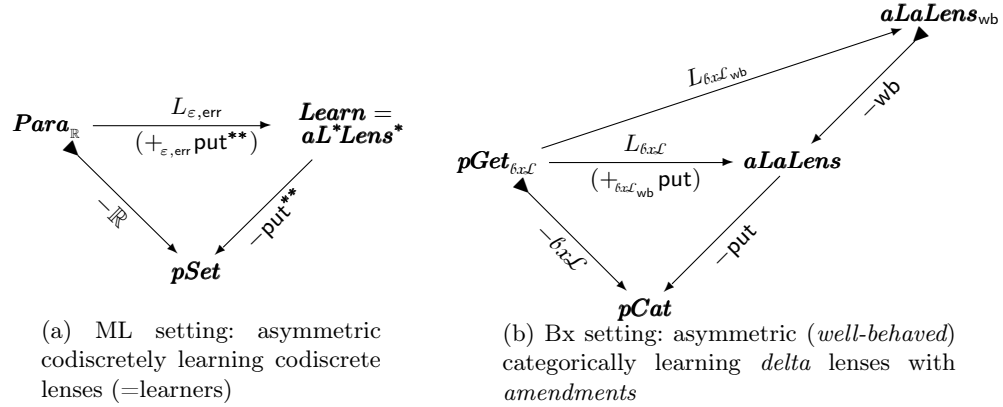 aLaLens_wb
L_{ε,err}
Para_ℝ
Learn =
aL*Lens*
(+_{ε,err} put**)
−ℝ
−put**
pSet
L_{𝒷𝓍ℒ_wb}
−wb
pGet_{𝒷𝓍ℒ}
L_{𝒷𝓍ℒ}
aLaLens
(+_{𝒷𝓍ℒ_wb} put)
−𝒷𝓍ℒ
−put
pCat
(a) ML setting: asymmetric
codiscretely learning codiscrete
lenses (=learners)
(b) Bx setting: asymmetric (well-behaved)
categorically learning delta lenses with
amendments